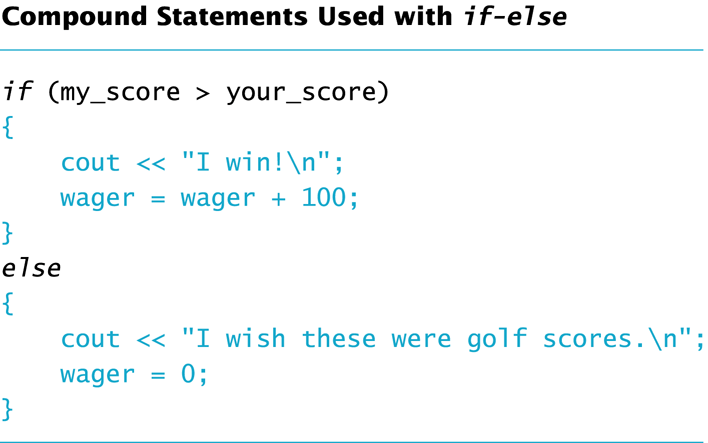 Compound Statements Used with if-else
if (my_score > your_score)
{
    cout << "I win!\n";
    wager = wager + 100;
}
else
{
    cout << "I wish these were golf scores.\n";
    wager = 0;
}